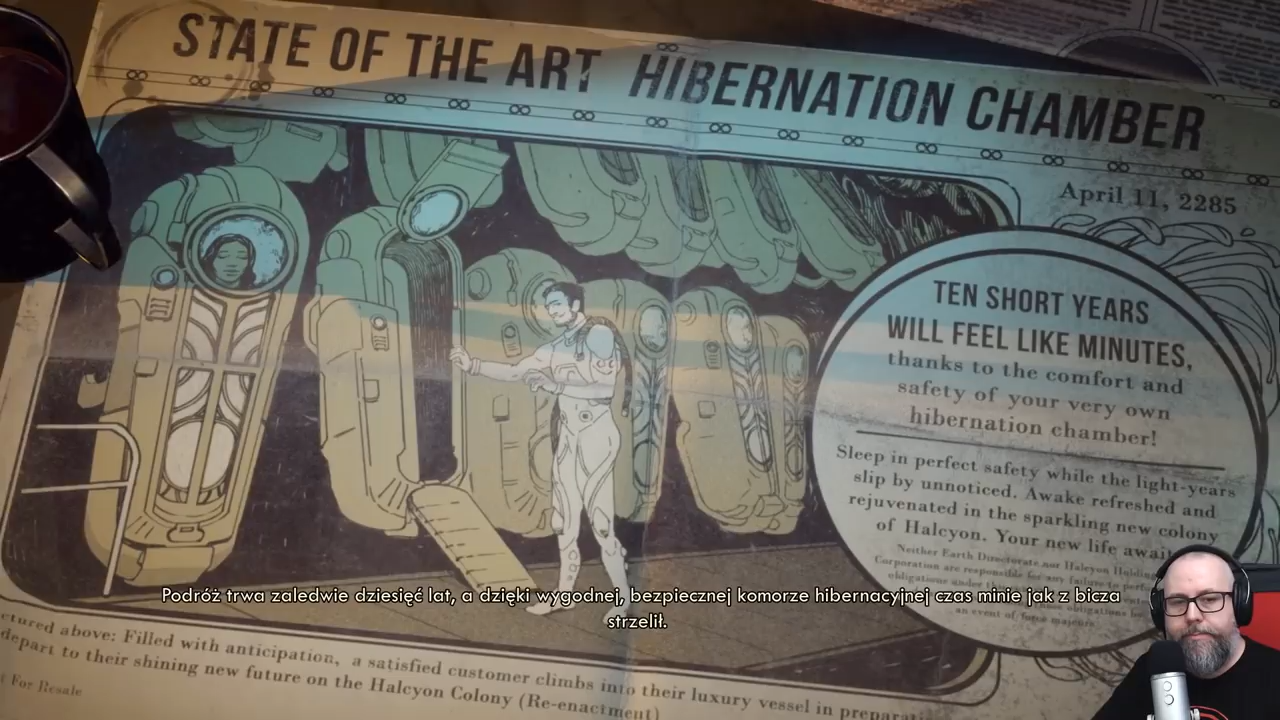 STATE OF THE ART HIBERNATION CHAMBER
April 11, 2285
TEN SHORT YEARS
WILL FEEL LIKE MINUTES,
thanks to the comfort and
safety of your very own
hibernation chamber!
Sleep in perfect safety while the light-years
slip by unnoticed. Awake refreshed and
rejuvenated in the sparkling new colony
of Halcyon. Your new life
Neither Earth Directorate nor Halcyon
Corporation are responsible for any failure to
obligations under
an event of force majeure
Podróż trwa zaledwie dziesięć lat, a dzięki wygodnej, bezpiecznej komorze hibernacyjnej czas minie jak z bicza
strzelił.
above: Filled with anticipation, a satisfied customer climbs into their luxury vessel in
depart to their shining new future on the Halcyon Colony (Re-enactment)
For Resale